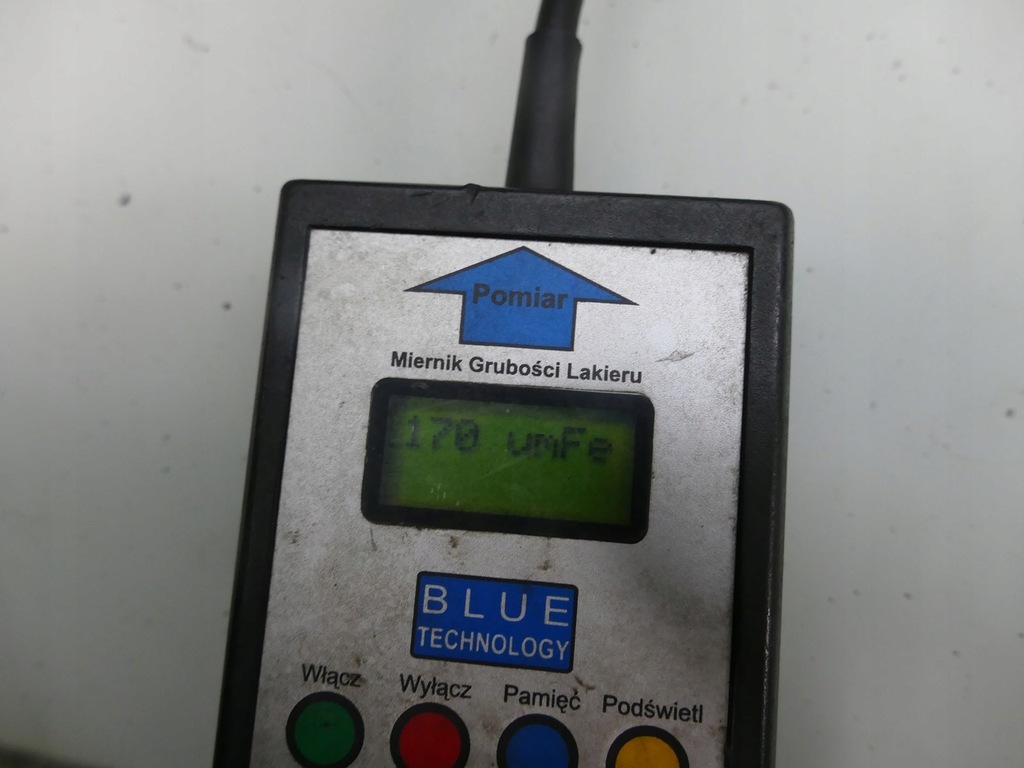 Pomiar
Miernik Grubości Lakieru
170 umFe
BLUE
TECHNOLOGY
Włącz Wyłącz Pamięć Podświetl